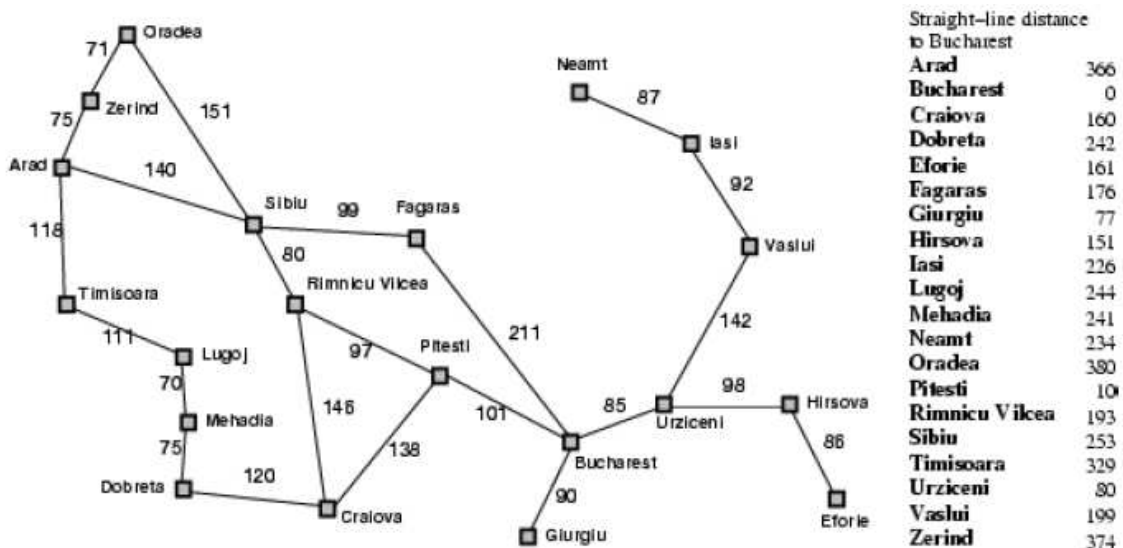 Oradea
71
Neamt
87
Zerind
151
75
Iasi
Arad
140
92
Sibiu
99
Fagaras
118
Vaslui
80
Rimnicu Vilcea
Timisoara
142
111
211
Lugoj
97
Pitesti
70
98
Hirsova
146
85
101
Urziceni
Mehadia
86
75
138
Bucharest
120
90
Dobreta
Craiova
Eforie
Giurgiu
Straight-line distance
to Bucharest
Arad 366
Bucharest 0
Craiova 160
Dobreta 242
Eforie 161
Fagaras 176
Giurgiu 77
Hirsova 151
Iasi 226
Lugoj 244
Mehadia 241
Neamt 234
Oradea 380
Pitesti 10
Rimnicu Vilcea 193
Sibiu 253
Timisoara 329
Urziceni 80
Vaslui 199
Zerind 374